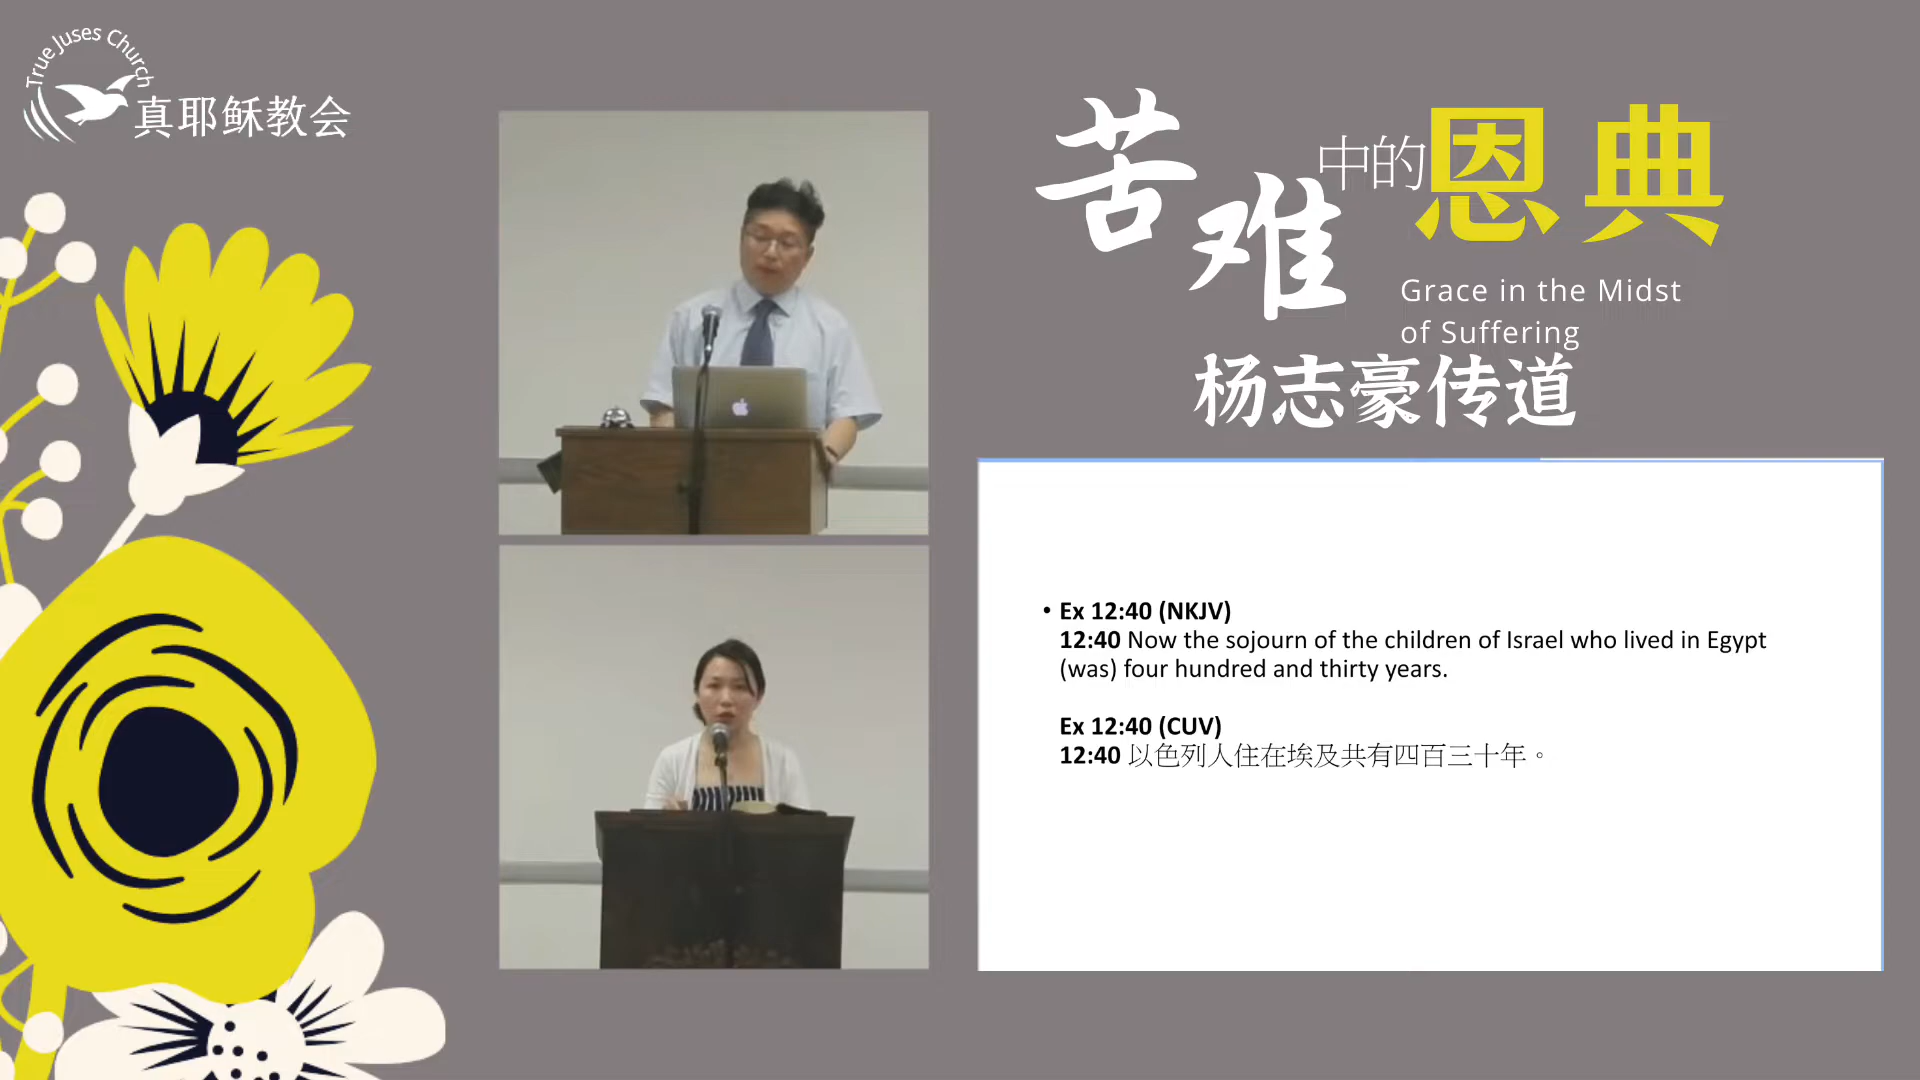 True Juses Church
真耶稣教会
苦难中的恩典
Grace in the Midst
of Suffering
杨志豪传道
• Ex 12:40 (NKJV)
12:40 Now the sojourn of the children of Israel who lived in Egypt
(was) four hundred and thirty years.
Ex 12:40 (CUV)
12:40 以色列人住在埃及共有四百三十年。